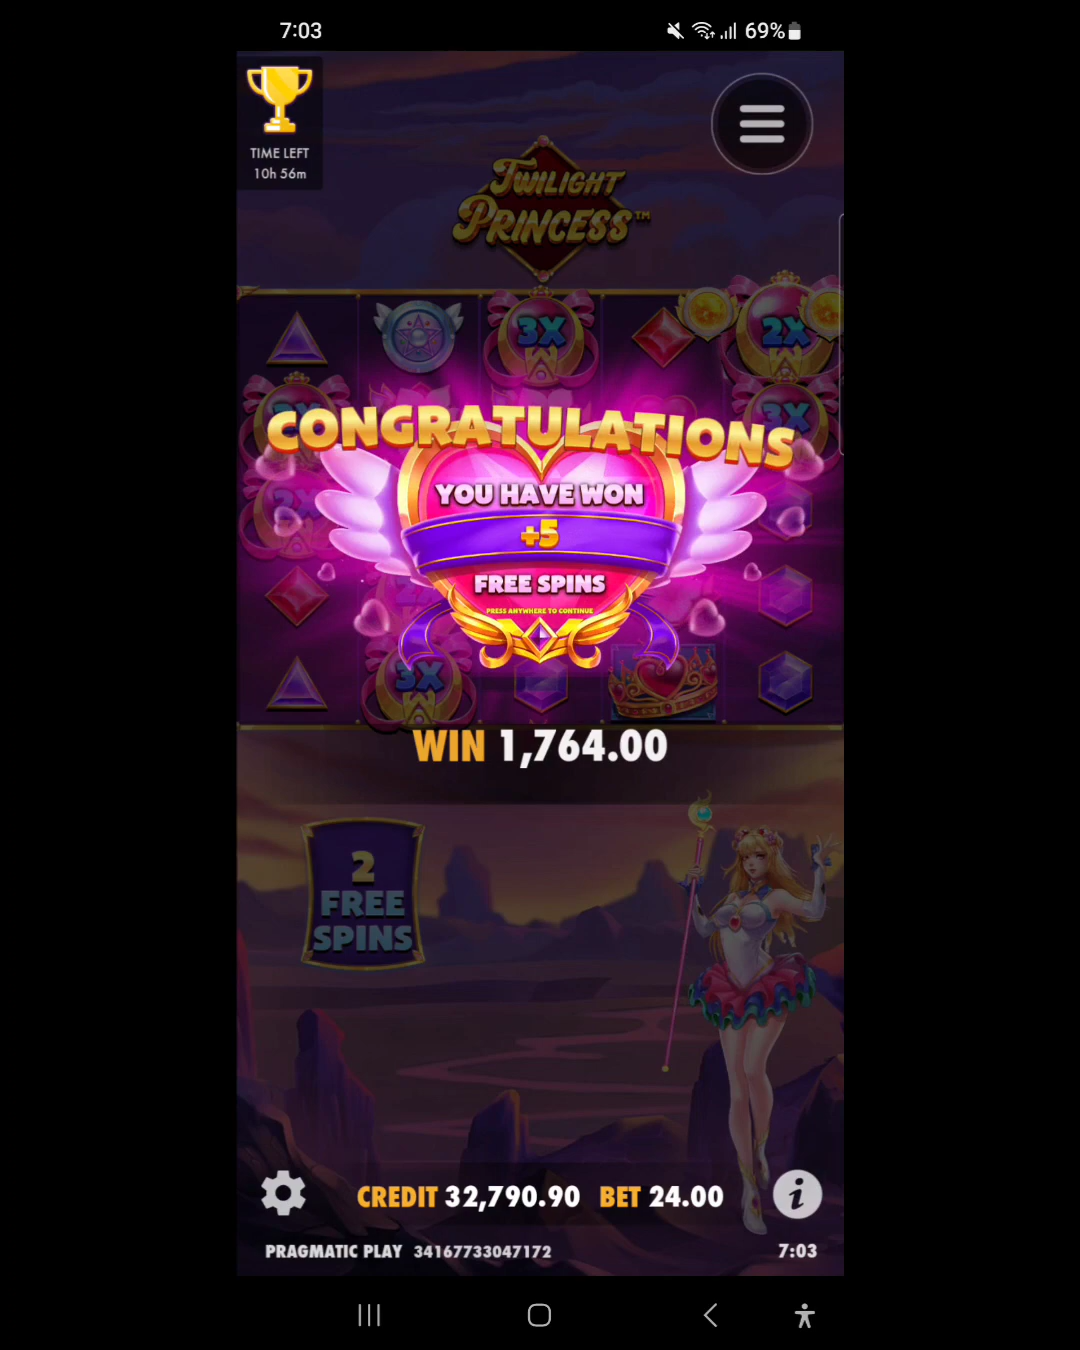 7:03
69%
TIME LEFT
10h 56m
TWILIGHT
PRINCESS™
3X
2X
3X
CONGRATULATIONS
YOU HAVE WON
+5
FREE SPINS
PRESS ANYWHERE TO CONTINUE
3X
WIN 1,764.00
2
FREE
SPINS
CREDIT 32,790.90 BET 24.00
PRAGMATIC PLAY 34167733047172
7:03